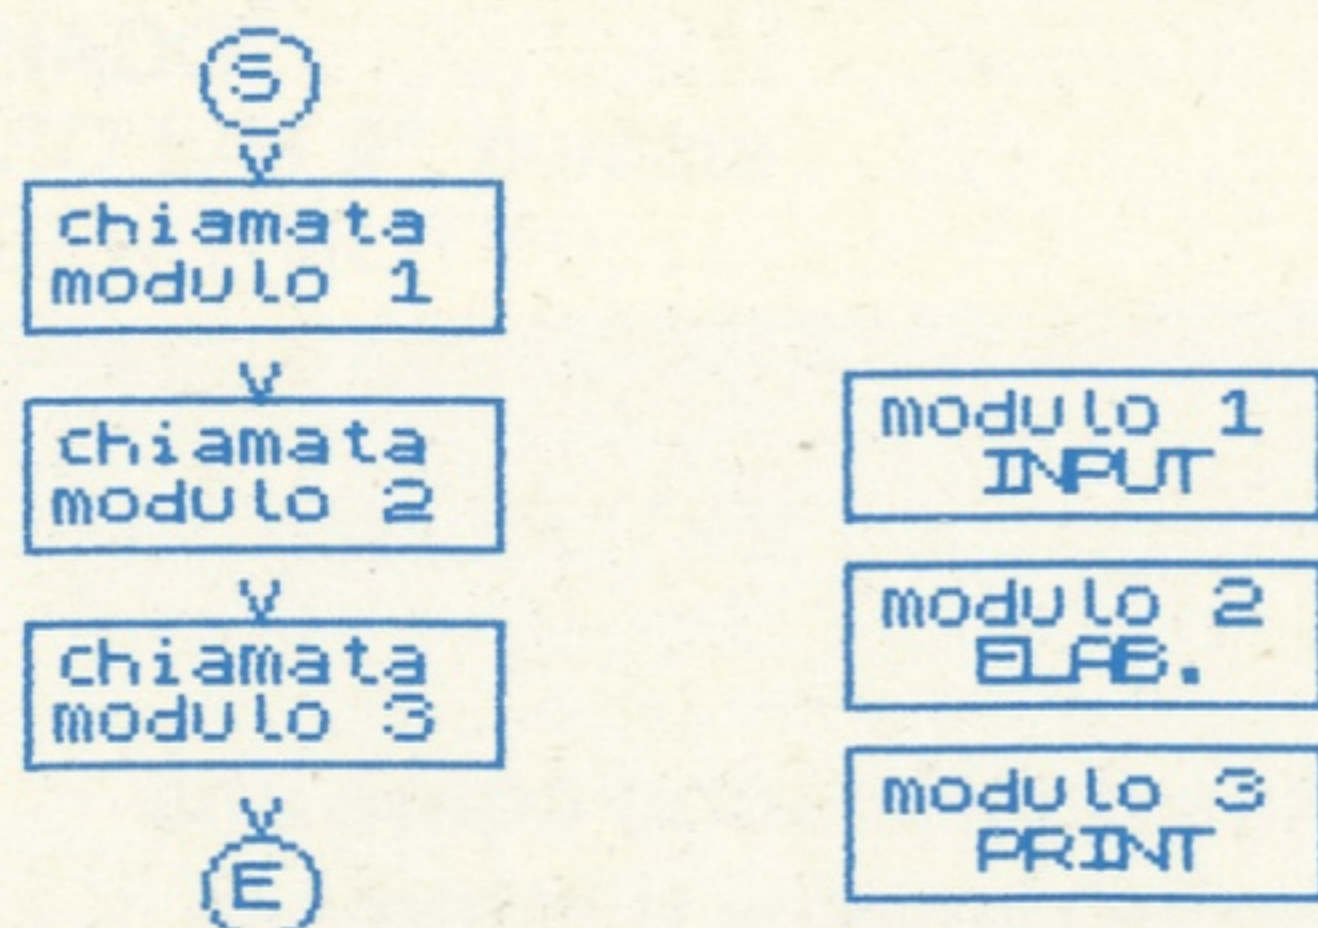 S
chiamata
modulo 1
chiamata
modulo 2
chiamata
modulo 3
E
modulo 1
INPUT
modulo 2
ELAB.
modulo 3
PRINT